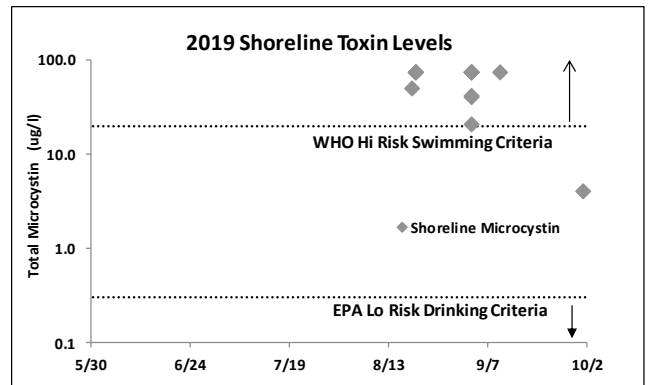 2019 Shoreline Toxin Levels
Total Microcystin (ug/l)
100.0
10.0
1.0
0.1
WHO Hi Risk Swimming Criteria
Shoreline Microcystin
EPA Lo Risk Drinking Criteria
5/30 6/24 7/19 8/13 9/7 10/2